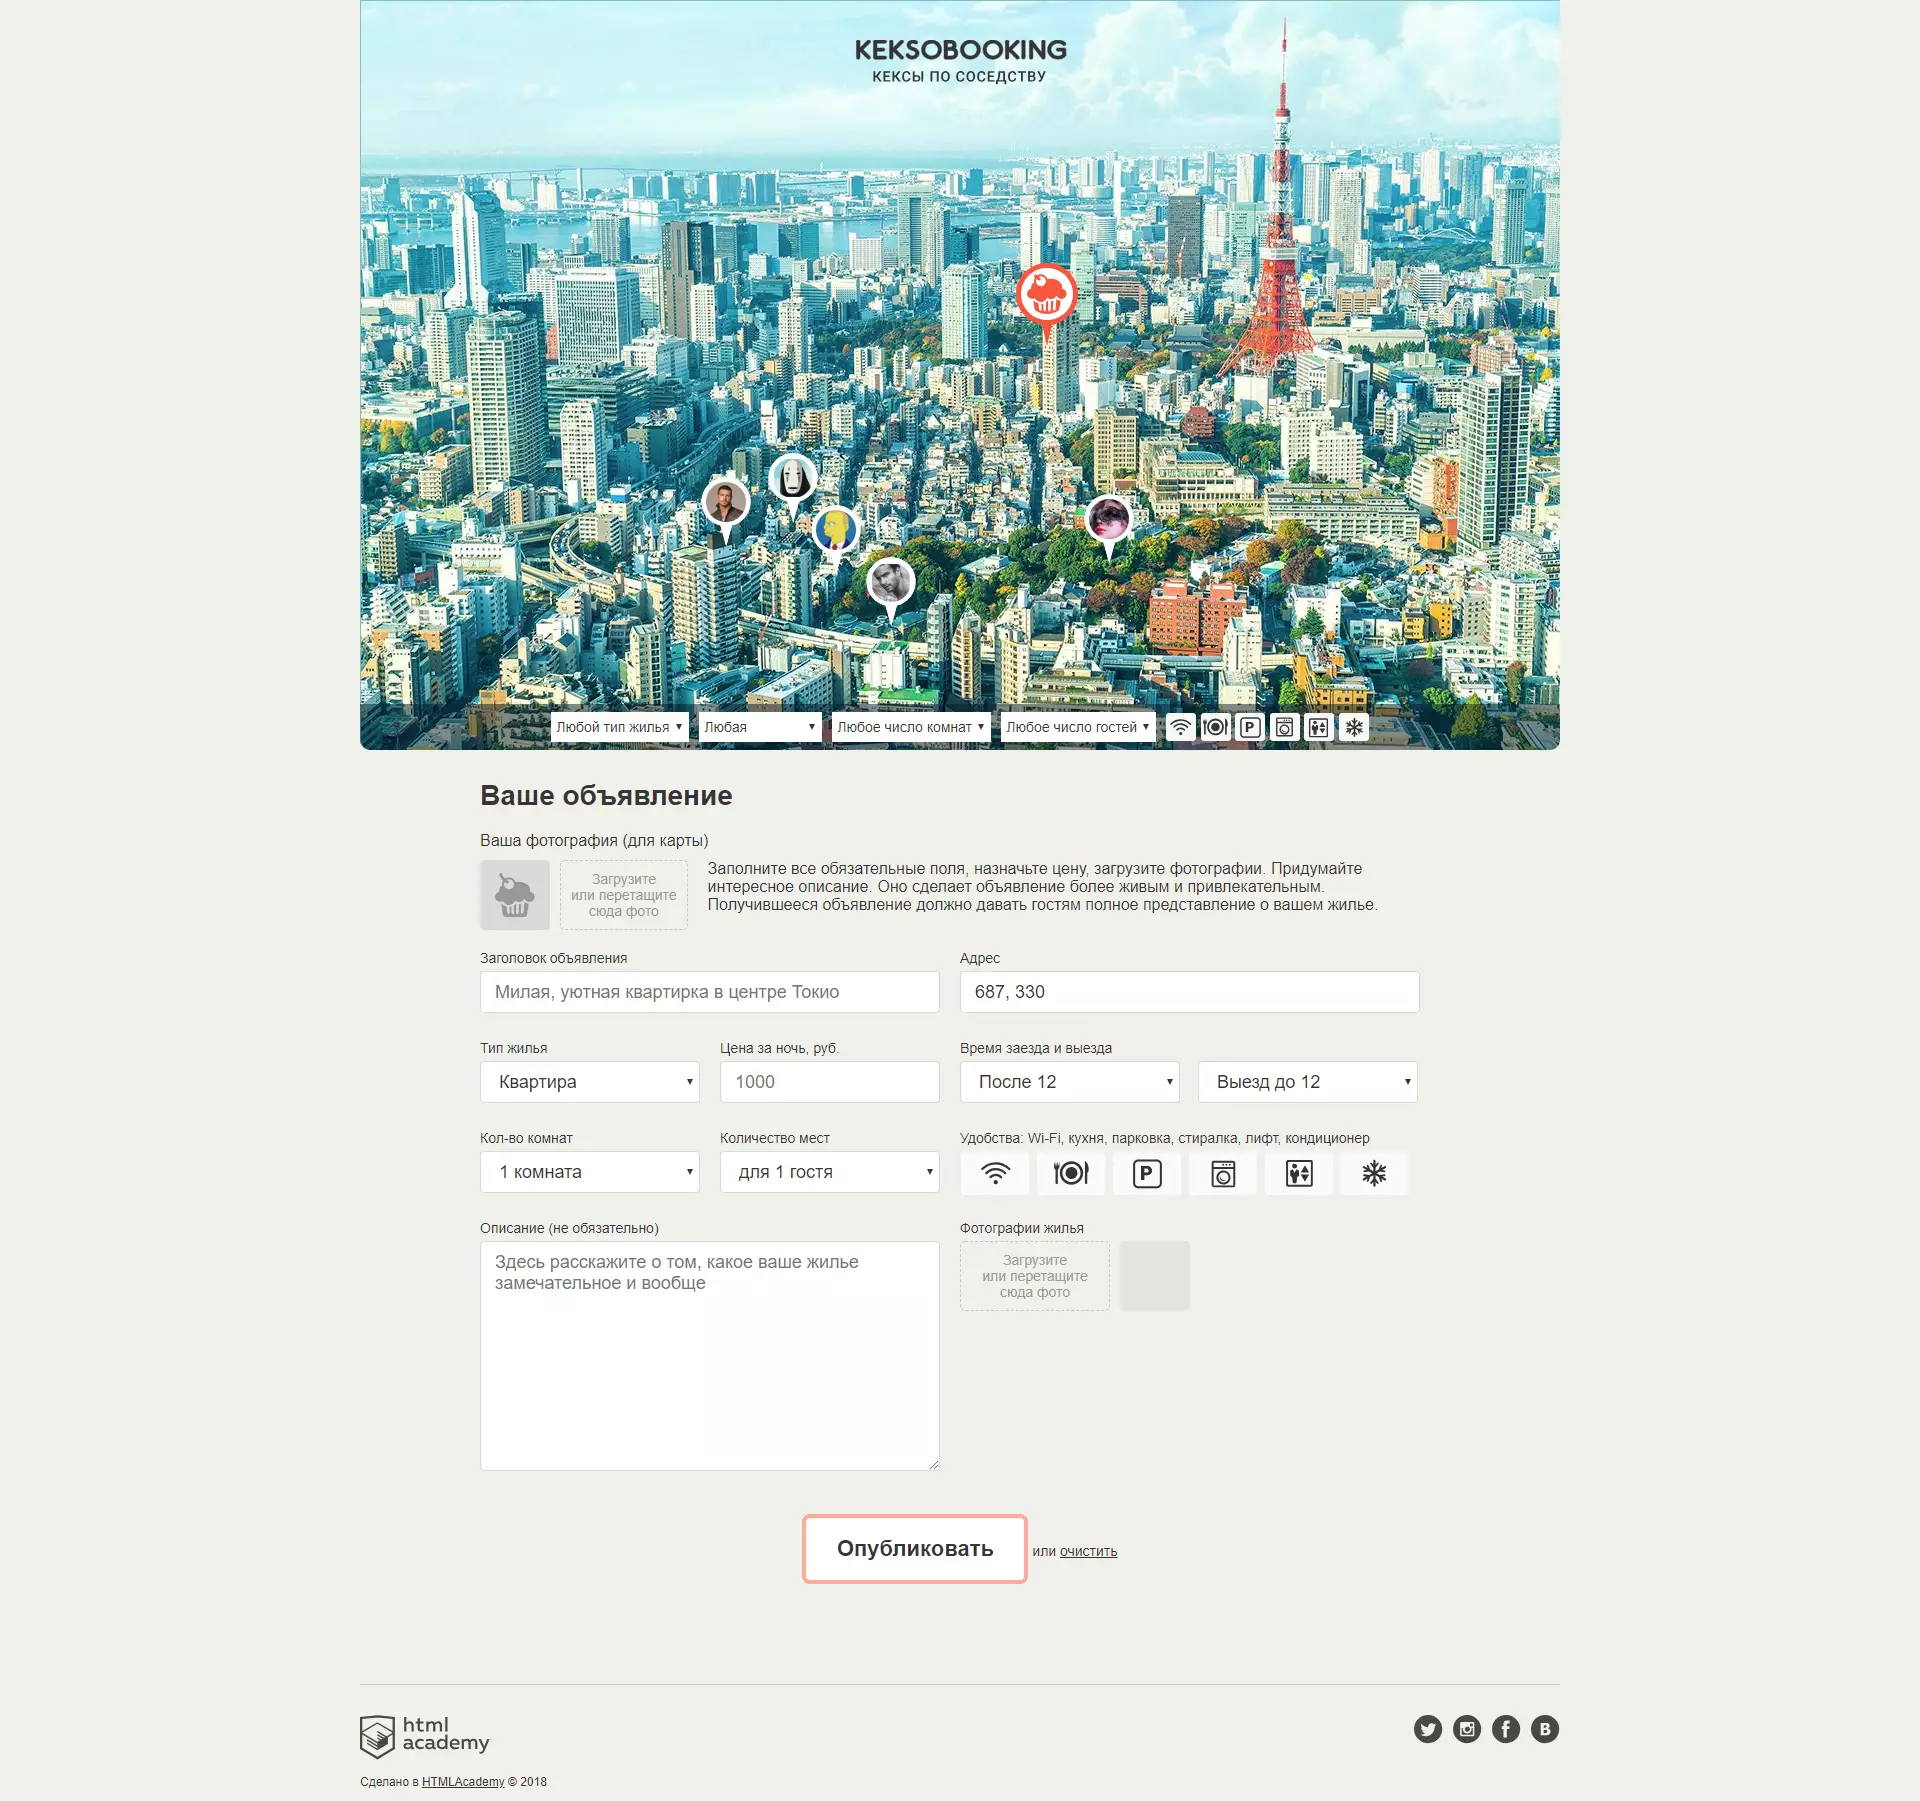 KEKSOBOOKING
КЕКСЫ ПО СОСЕДСТВУ
Любой тип жилья
Любая
Любое число комнат
Любое число гостей
P
Ваше объявление
Ваша фотография (для карты)
Загрузите
или перетащите
сюда фото
Заполните все обязательные поля, назначьте цену, загрузите фотографии. Придумайте
интересное описание. Оно сделает объявление более живым и привлекательным.
Получившееся объявление должно давать гостям полное представление о вашем жилье.
Заголовок объявления
Адрес
Милая, уютная квартирка в центре Токио
687, 330
Тип жилья
Цена за ночь, руб.
Время заезда и выезда
Квартира
1000
После 12
Выезд до 12
Кол-во комнат
Количество мест
Удобства: Wi-Fi, кухня, парковка, стиралка, лифт, кондиционер
1 комната
для 1 гостя
P
Описание (не обязательно)
Фотографии жилья
Здесь расскажите о том, какое ваше жилье
замечательное и вообще
Загрузите
или перетащите
сюда фото
Опубликовать
или очистить
html
academy
Сделано в HTMLAcademy © 2018